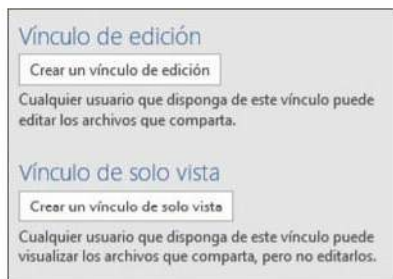 Vínculo de edición
Crear un vínculo de edición
Cualquier usuario que disponga de este vínculo puede
editar los archivos que comparta.
Vínculo de solo vista
Crear un vínculo de solo vista
Cualquier usuario que disponga de este vínculo puede
visualizar los archivos que comparta, pero no editarlos.